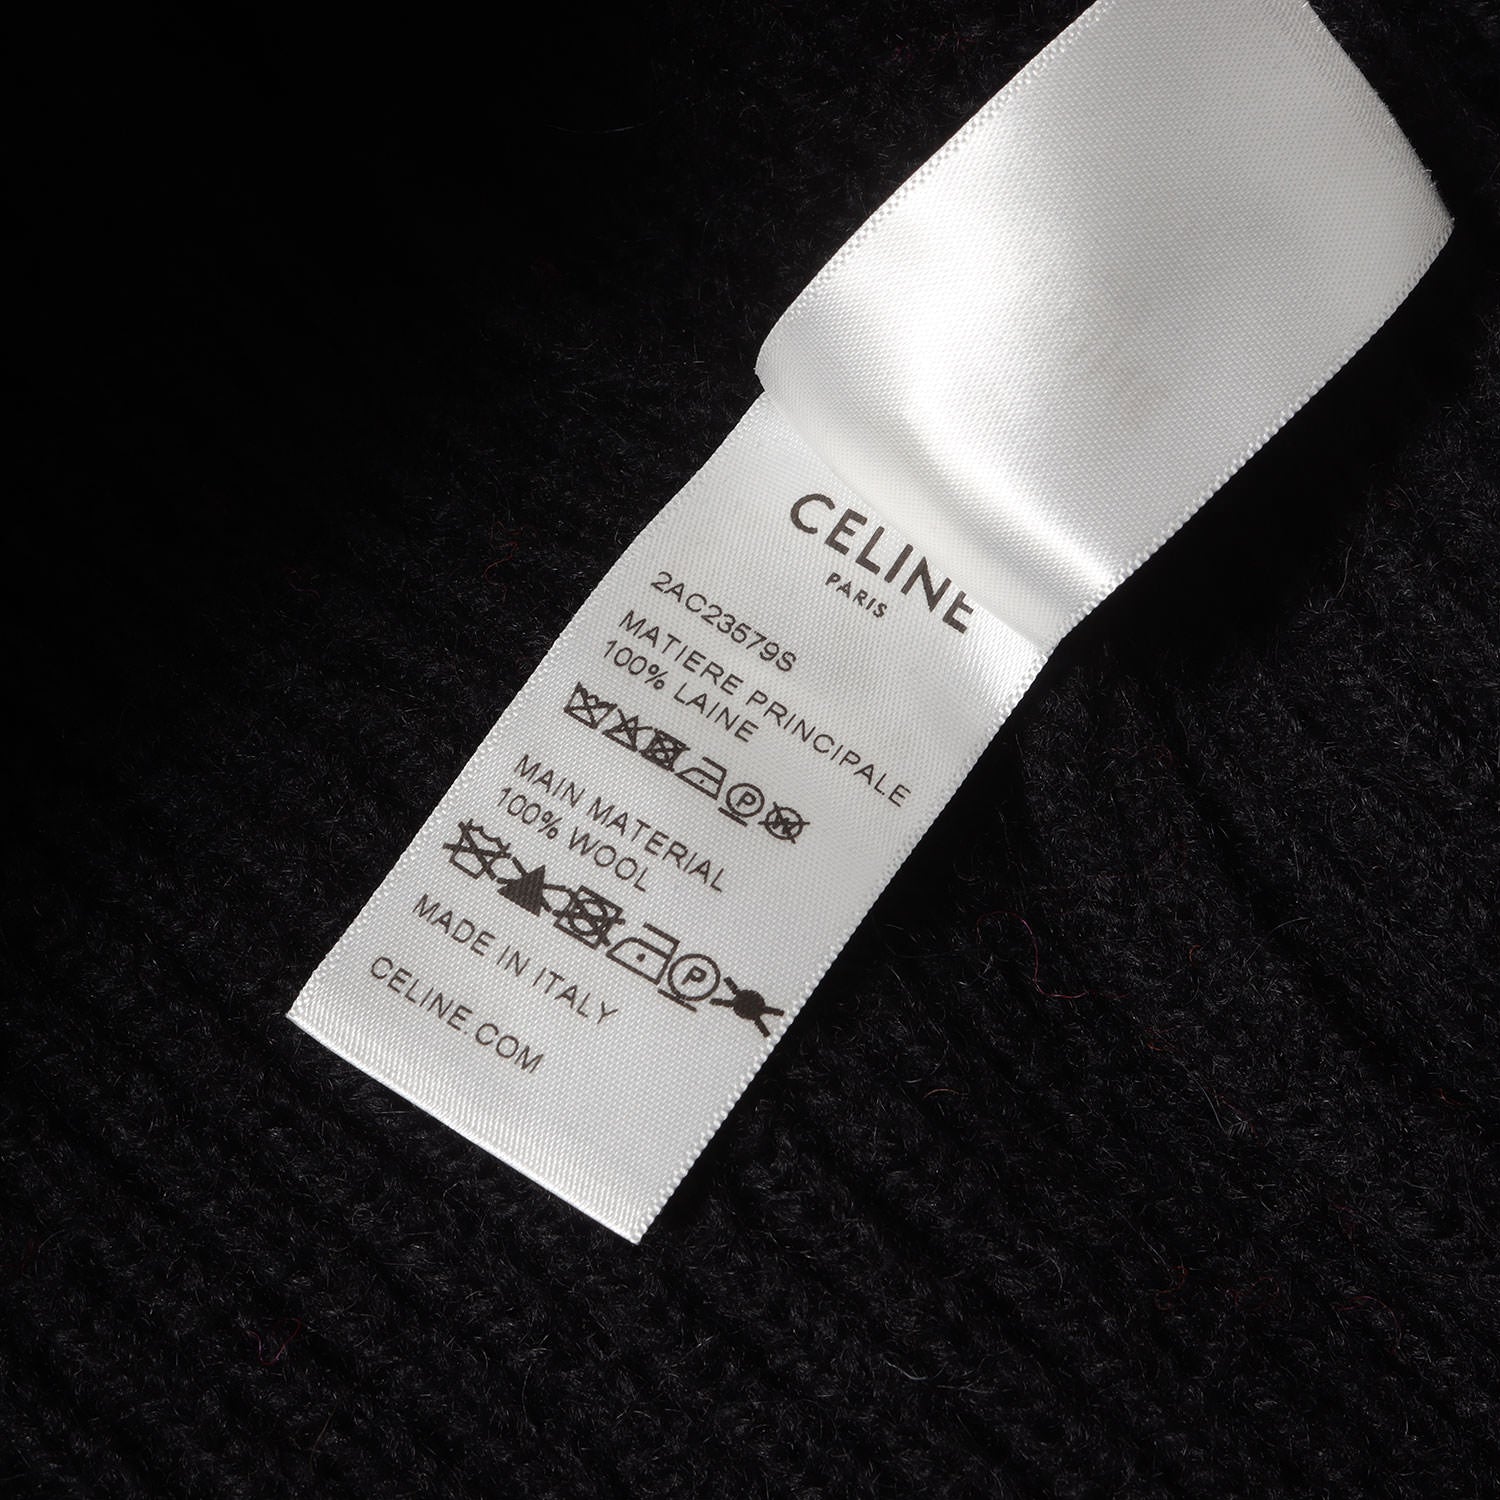 CELINE
PARIS
2AC23579S
MATIERE PRINCIPALE
100% LAINE
P W
MAIN MATERIAL
100% WOOL
P
MADE IN ITALY
CELINE.COM